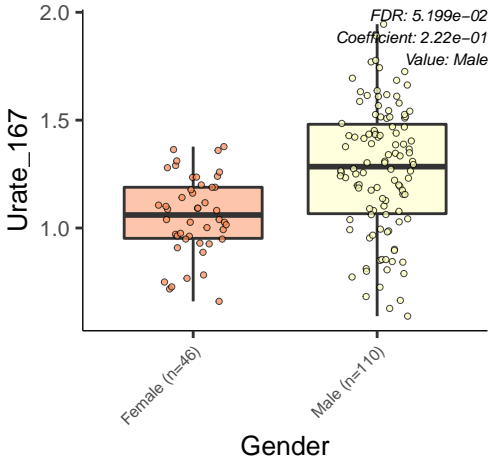 FDR: 5.199e−02
Coefficient: 2.22e−01
Value: Male
2.0
1.5
1.0
Urate_167
Female (n=46)
Male (n=110)
Gender